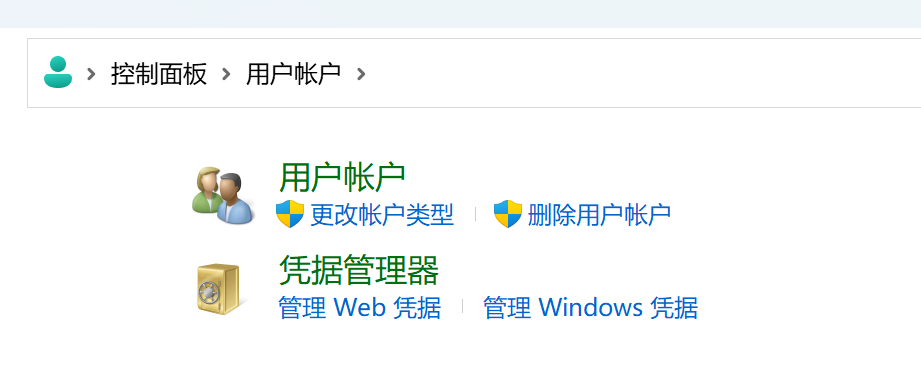 控制面板 › 用户帐户 ›
用户帐户
更改帐户类型 | 删除用户帐户
凭据管理器
管理 Web 凭据 | 管理 Windows 凭据